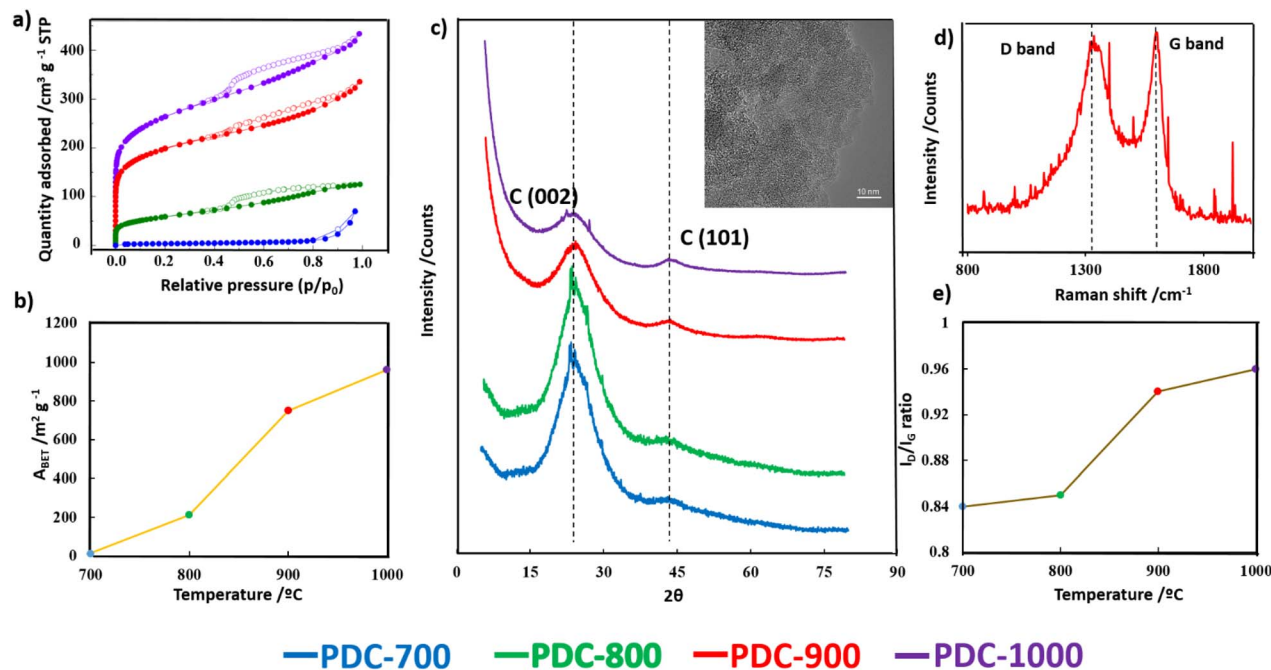 a)
Quantity adsorbed /cm³ g⁻¹ STP
400
300
200
100
0
0.0 0.2 0.4 0.6 0.8 1.0
Relative pressure (p/p₀)
b)
A_BET /m² g⁻¹
1200
1000
800
600
400
200
0
700 800 900 1000
Temperature /ºC
c)
Intensity /Counts
10 nm
C (002)
C (101)
0 15 30 45 60 75 90
2θ
d)
D band
G band
Intensity /Counts
800 1300 1800
Raman shift /cm⁻¹
e)
I_D/I_G ratio
1
0.96
0.92
0.88
0.84
0.8
700 800 900 1000
Temperature /ºC
PDC-700 PDC-800 PDC-900 PDC-1000